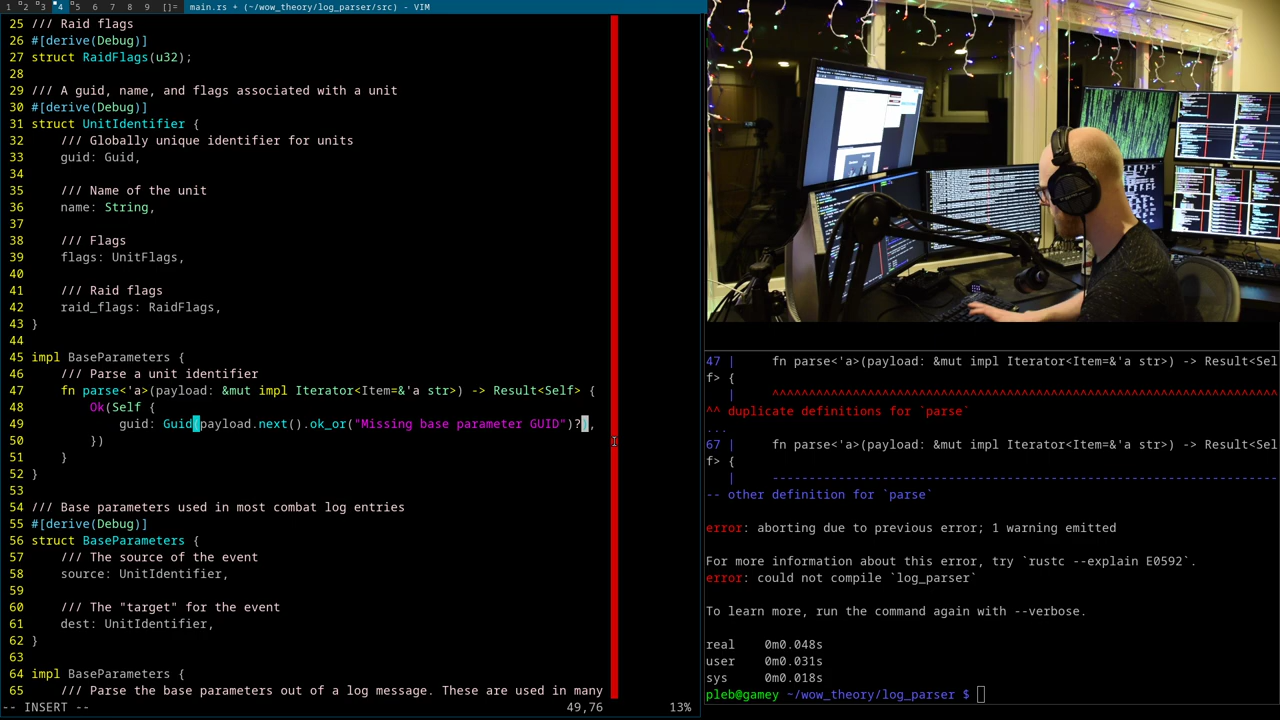 1 2 3 4 5 6 7 8 9 []= main.rs + (~/wow_theory/log_parser/src) - VIM
25 /// Raid flags
26 #[derive(Debug)]
27 struct RaidFlags(u32);
28
29 /// A guid, name, and flags associated with a unit
30 #[derive(Debug)]
31 struct UnitIdentifier {
32     /// Globally unique identifier for units
33     guid: Guid,
34
35     /// Name of the unit
36     name: String,
37
38     /// Flags
39     flags: UnitFlags,
40
41     /// Raid flags
42     raid_flags: RaidFlags,
43 }
44
45 impl BaseParameters {
46     /// Parse a unit identifier
47     fn parse<'a>(payload: &mut impl Iterator<Item=&'a str>) -> Result<Self> {
48         Ok(Self {
49             guid: Guid(payload.next().ok_or("Missing base parameter GUID")?),
50         })
51     }
52 }
53
54 /// Base parameters used in most combat log entries
55 #[derive(Debug)]
56 struct BaseParameters {
57     /// The source of the event
58     source: UnitIdentifier,
59
60     /// The "target" for the event
61     dest: UnitIdentifier,
62 }
63
64 impl BaseParameters {
65     /// Parse the base parameters out of a log message. These are used in many
-- INSERT -- 49,76 13%
47 |     fn parse<'a>(payload: &mut impl Iterator<Item=&'a str>) -> Result<Sel
f> {
|     ^^^^^^^^^^^^^^^^^^^^^^^^^^^^^^^^^^^^^^^^^^^^^^^^^^^^^^^^^^^^^^^^^^^^^
^^ duplicate definitions for `parse`
...
67 |     fn parse<'a>(payload: &mut impl Iterator<Item=&'a str>) -> Result<Sel
f> {
|     ---------------------------------------------------------------------
-- other definition for `parse`
error: aborting due to previous error; 1 warning emitted
For more information about this error, try `rustc --explain E0592`.
error: could not compile `log_parser`
To learn more, run the command again with --verbose.
real    0m0.048s
user    0m0.031s
sys     0m0.018s
pleb@gamey ~/wow_theory/log_parser $